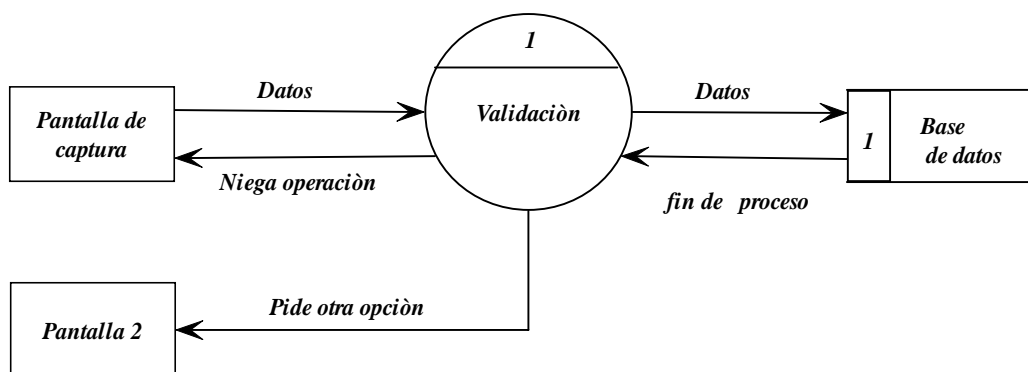 1
Datos
Datos
Pantalla de
captura
Validaciòn
1
Base
de datos
Niega operaciòn
fin de proceso
Pide otra opciòn
Pantalla 2